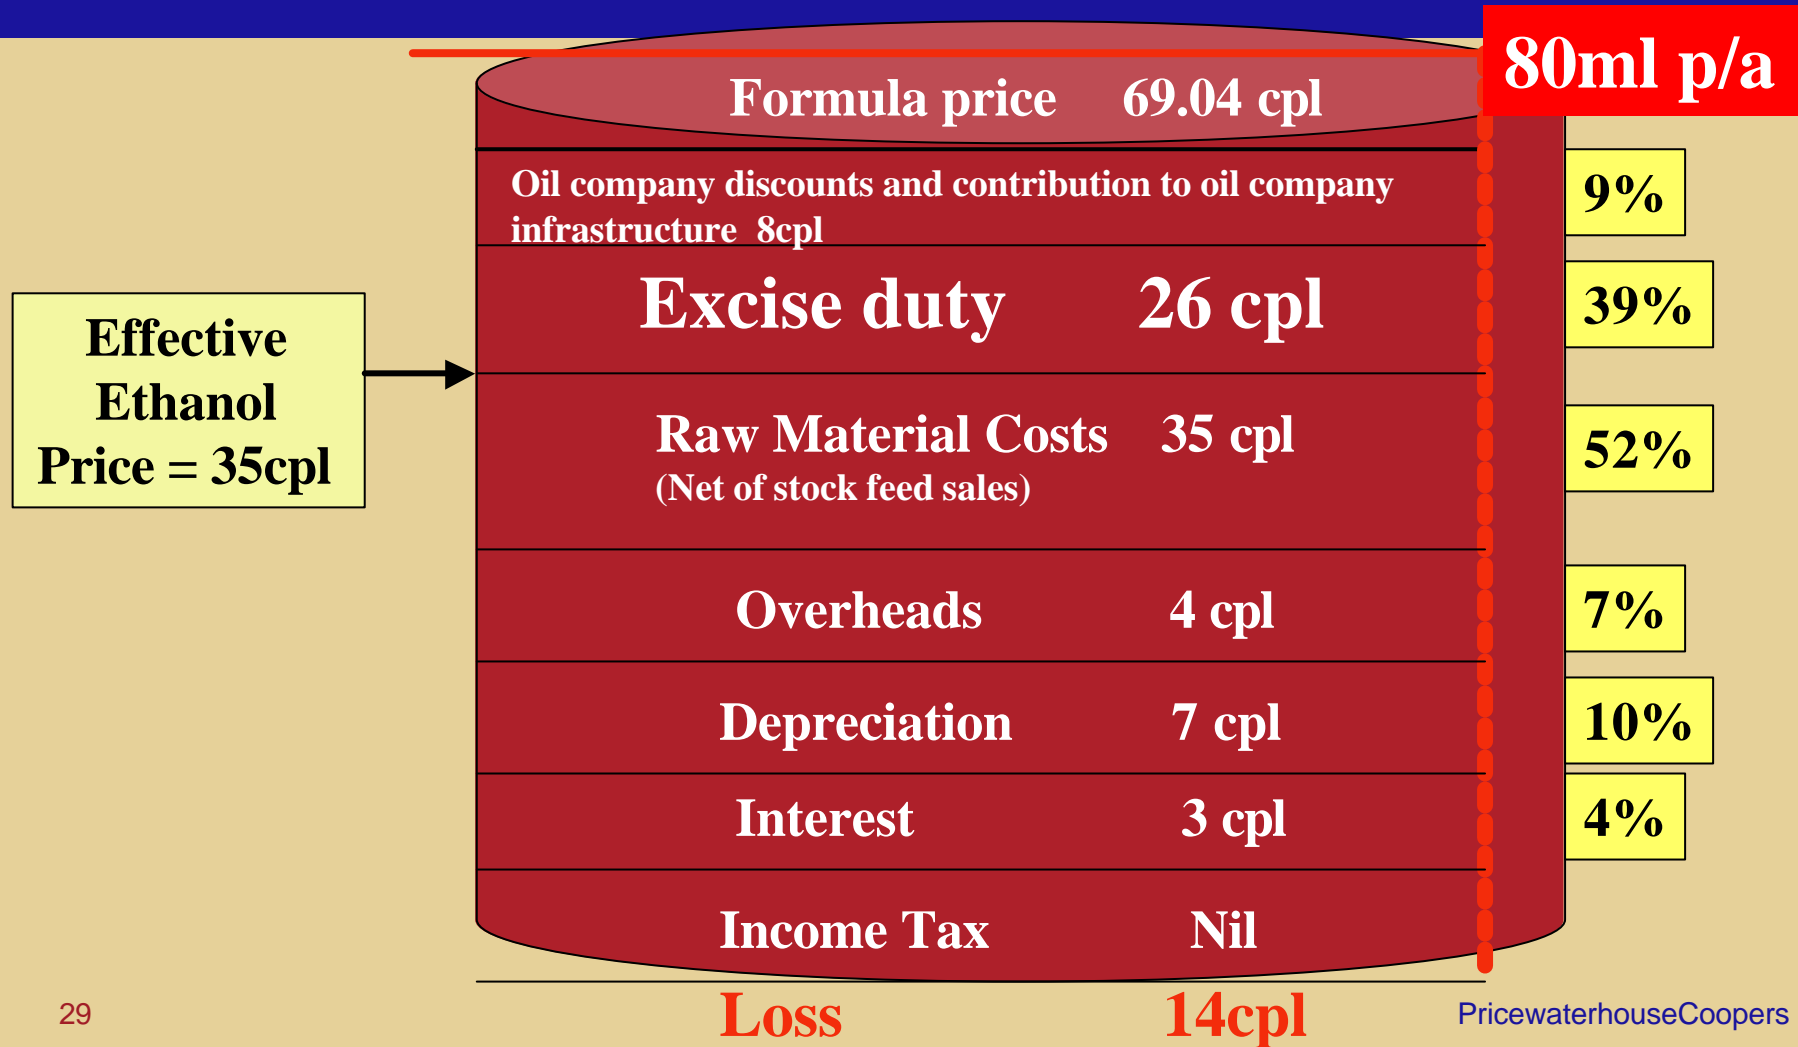 80ml p/a
Formula price 69.04 cpl
Oil company discounts and contribution to oil company
infrastructure 8cpl
9%
Excise duty 26 cpl
39%
Effective
Ethanol
Price = 35cpl
Raw Material Costs 35 cpl
(Net of stock feed sales)
52%
Overheads 4 cpl
7%
Depreciation 7 cpl
10%
Interest 3 cpl
4%
Income Tax Nil
Loss 14cpl
29
PricewaterhouseCoopers